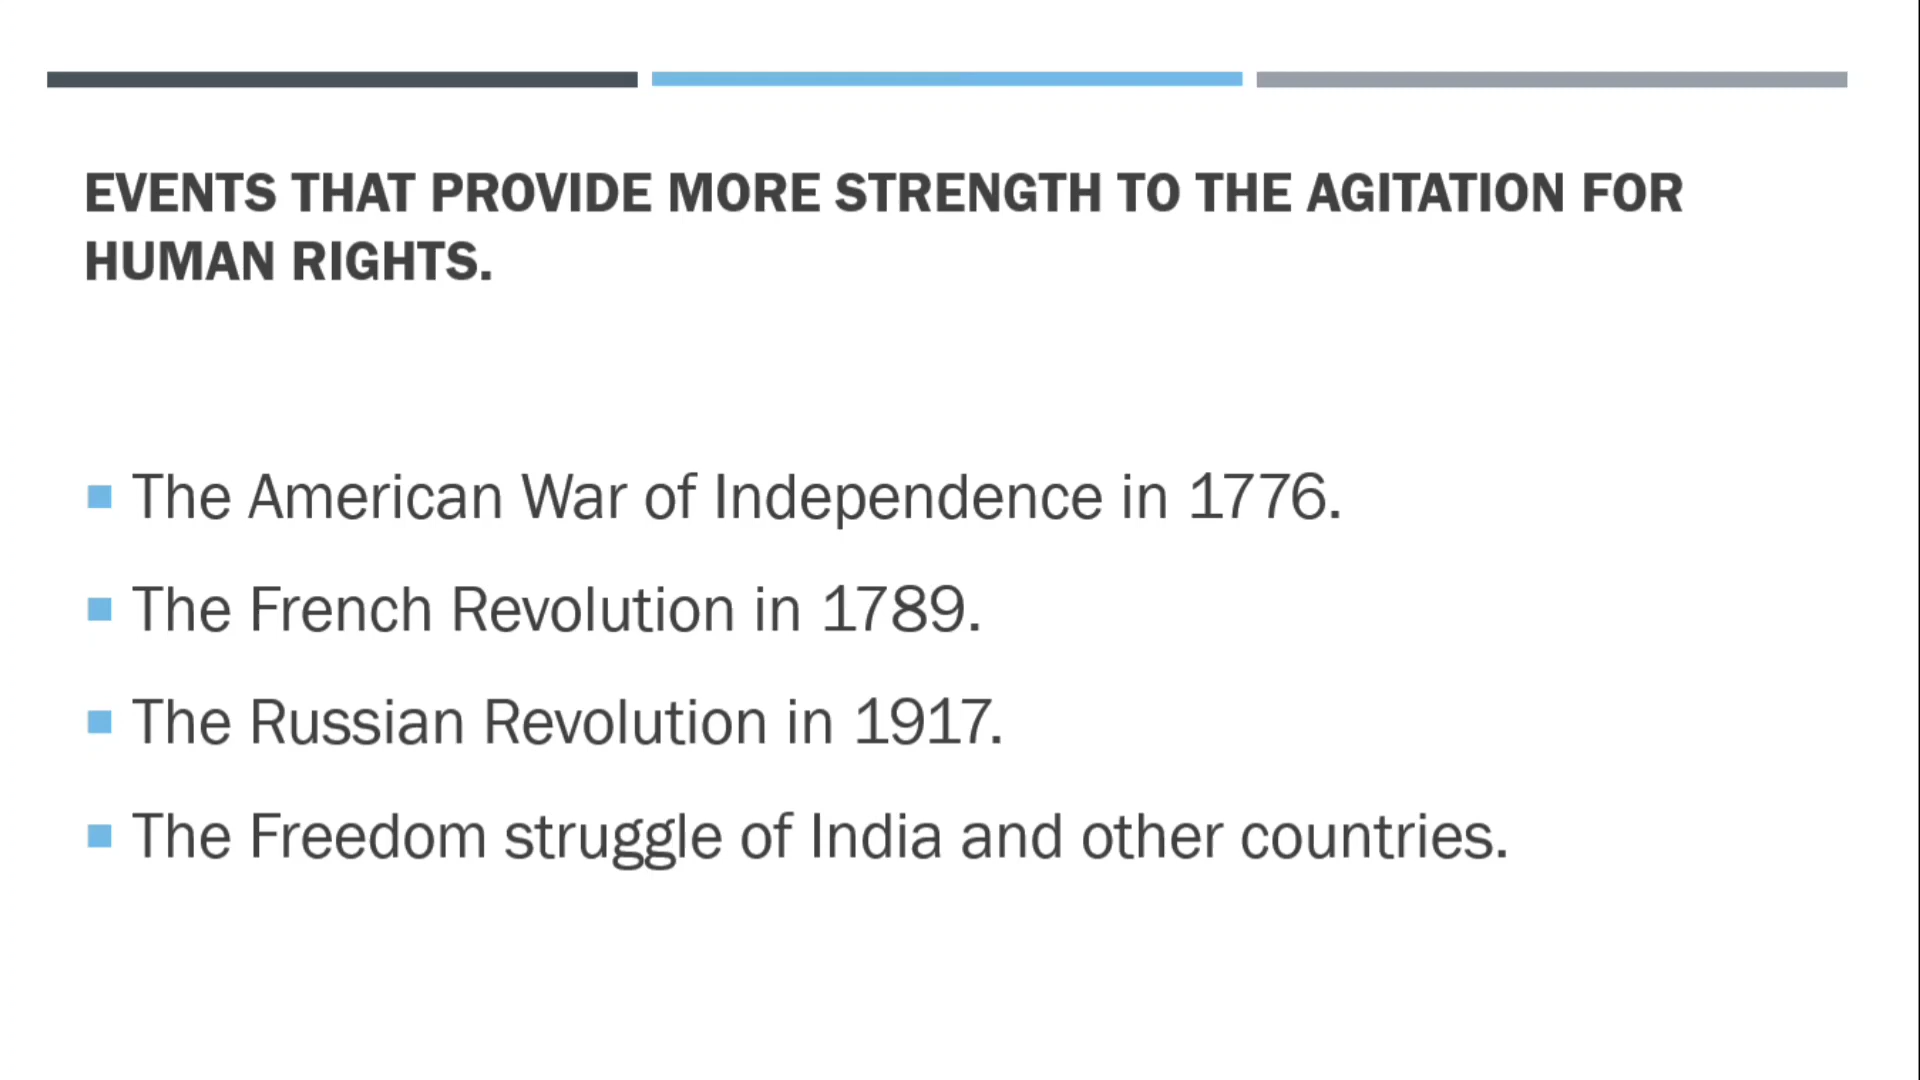 EVENTS THAT PROVIDE MORE STRENGTH TO THE AGITATION FOR
HUMAN RIGHTS.
The American War of Independence in 1776.
The French Revolution in 1789.
The Russian Revolution in 1917.
The Freedom struggle of India and other countries.